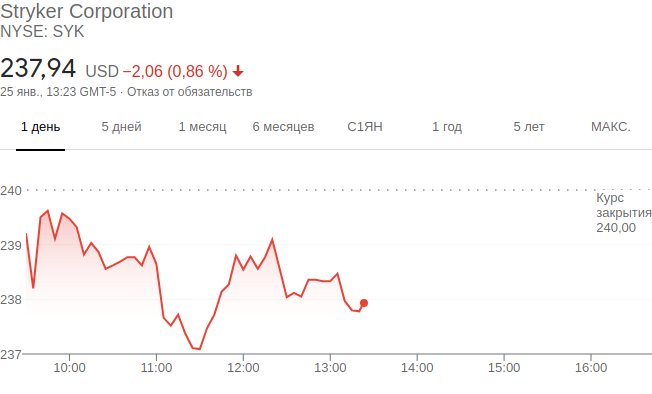 Stryker Corporation
NYSE: SYK
237,94 USD −2,06 (0,86 %)
25 янв., 13:23 GMT-5 · Отказ от обязательств
1 день 5 дней 1 месяц 6 месяцев С1ЯН 1 год 5 лет МАКС.
240
Курс
закрытия
240,00
239
238
237
10:00 11:00 12:00 13:00 14:00 15:00 16:00